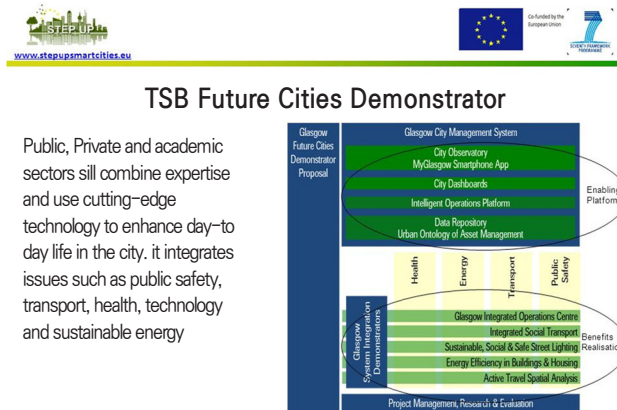 STEP UP
www.stepupsmartcities.eu
Co-funded by the
European Union
SEVENTH FRAMEWORK
PROGRAMME
TSB Future Cities Demonstrator
Public, Private and academic
sectors sill combine expertise
and use cutting-edge
technology to enhance day-to
day life in the city. it integrates
issues such as public safety,
transport, health, technology
and sustainable energy
Glasgow
Future Cities
Demonstrator
Proposal
Glasgow City Management System
City Observatory
MyGlasgow Smartphone App
City Dashboards
Intelligent Operations Platform
Data Repository
Urban Ontology of Asset Management
Enabling
Platform
Health
Energy
Transport
Public
Safety
Glasgow
System Integration
Demonstrators
Glasgow Integrated Operations Centre
Integrated Social Transport
Sustainable, Social & Safe Street Lighting
Energy Efficiency in Buildings & Housing
Active Travel Spatial Analysis
Benefits
Realisatio
Project Management, Research & Evaluation